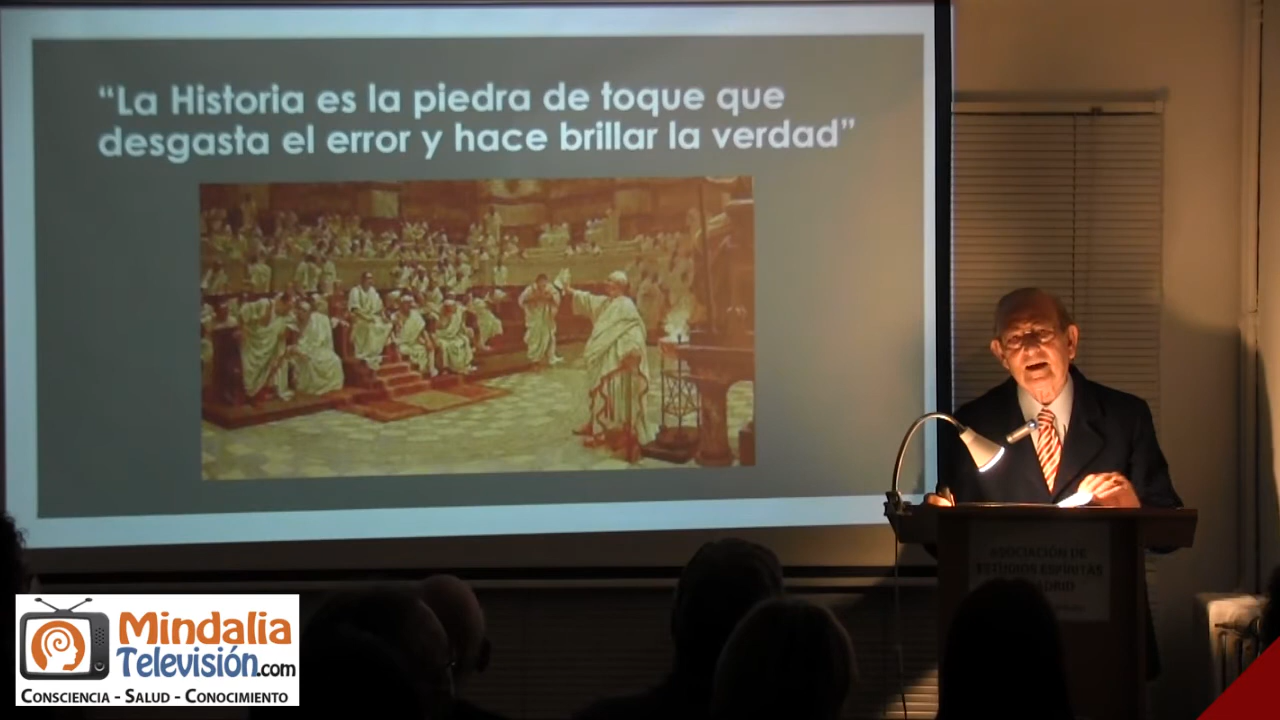 “La Historia es la piedra de toque que
desgasta el error y hace brillar la verdad”
ASOCIACIÓN DE
ESTUDIOS ESPÍRITAS
Mindalia
Televisión.com
CONSCIENCIA - SALUD - CONOCIMIENTO